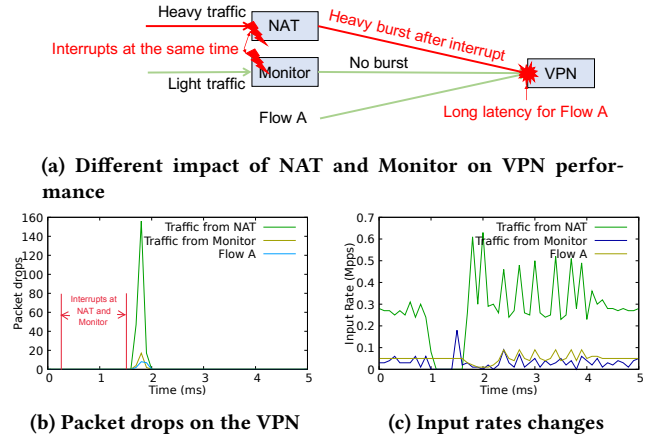 Heavy traffic
NAT
Heavy burst after interrupt
Interrupts at the same time
Monitor
No burst
VPN
Light traffic
Flow A
Long latency for Flow A
(a) Different impact of NAT and Monitor on VPN perfor-
mance
160
140
120
100
80
60
40
20
0
Packet drops
Traffic from NAT
Traffic from Monitor
Flow A
Interrupts at
NAT and
Monitor
0
1
2
3
4
5
Time (ms)
(b) Packet drops on the VPN
0.7
0.6
0.5
0.4
0.3
0.2
0.1
0
Input Rate (Mpps)
Traffic from NAT
Traffic from Monitor
Flow A
0
1
2
3
4
5
Time (ms)
(c) Input rates changes